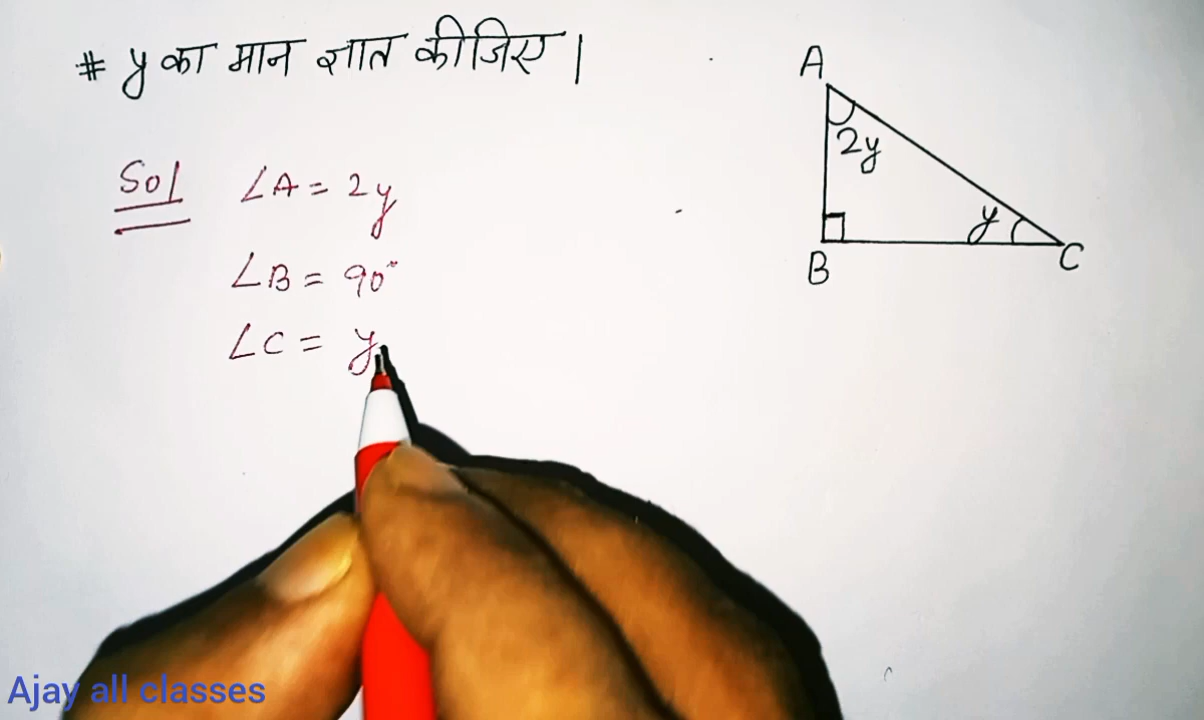 # y का मान ज्ञात कीजिए।
A
2y
y
B
C
Sol ∠A = 2y
∠B = 90°
∠C = y
Ajay all classes